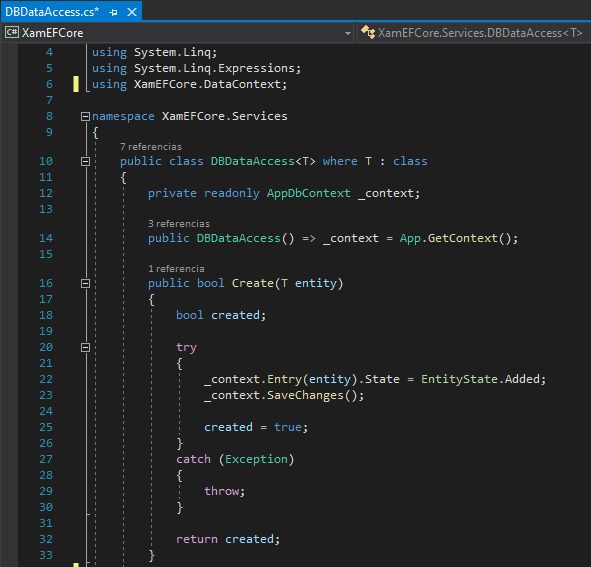 DBDataAccess.cs*
C# XamEFCore XamEFCore.Services.DBDataAccess<T>
4 using System.Linq;
5 using System.Linq.Expressions;
6 using XamEFCore.DataContext;
7
8 namespace XamEFCore.Services
9 {
7 referencias
10 public class DBDataAccess<T> where T : class
11 {
12 private readonly AppDbContext _context;
13
3 referencias
14 public DBDataAccess() => _context = App.GetContext();
15
1 referencia
16 public bool Create(T entity)
17 {
18 bool created;
19
20 try
21 {
22 _context.Entry(entity).State = EntityState.Added;
23 _context.SaveChanges();
24
25 created = true;
26 }
27 catch (Exception)
28 {
29 throw;
30 }
31
32 return created;
33 }